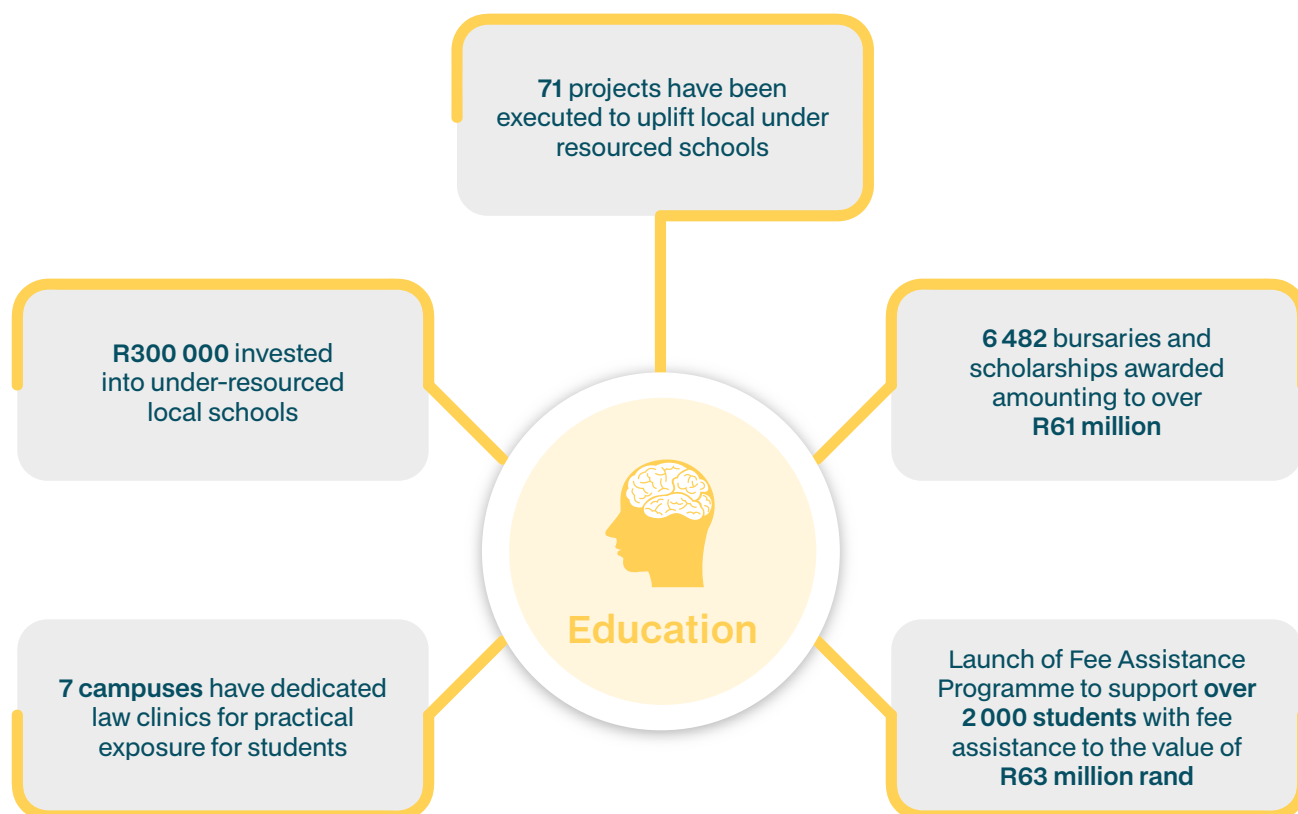 71 projects have been
executed to uplift local under
resourced schools
R300 000 invested
into under-resourced
local schools
6 482 bursaries and
scholarships awarded
amounting to over
R61 million
Education
7 campuses have dedicated
law clinics for practical
exposure for students
Launch of Fee Assistance
Programme to support over
2 000 students with fee
assistance to the value of
R63 million rand